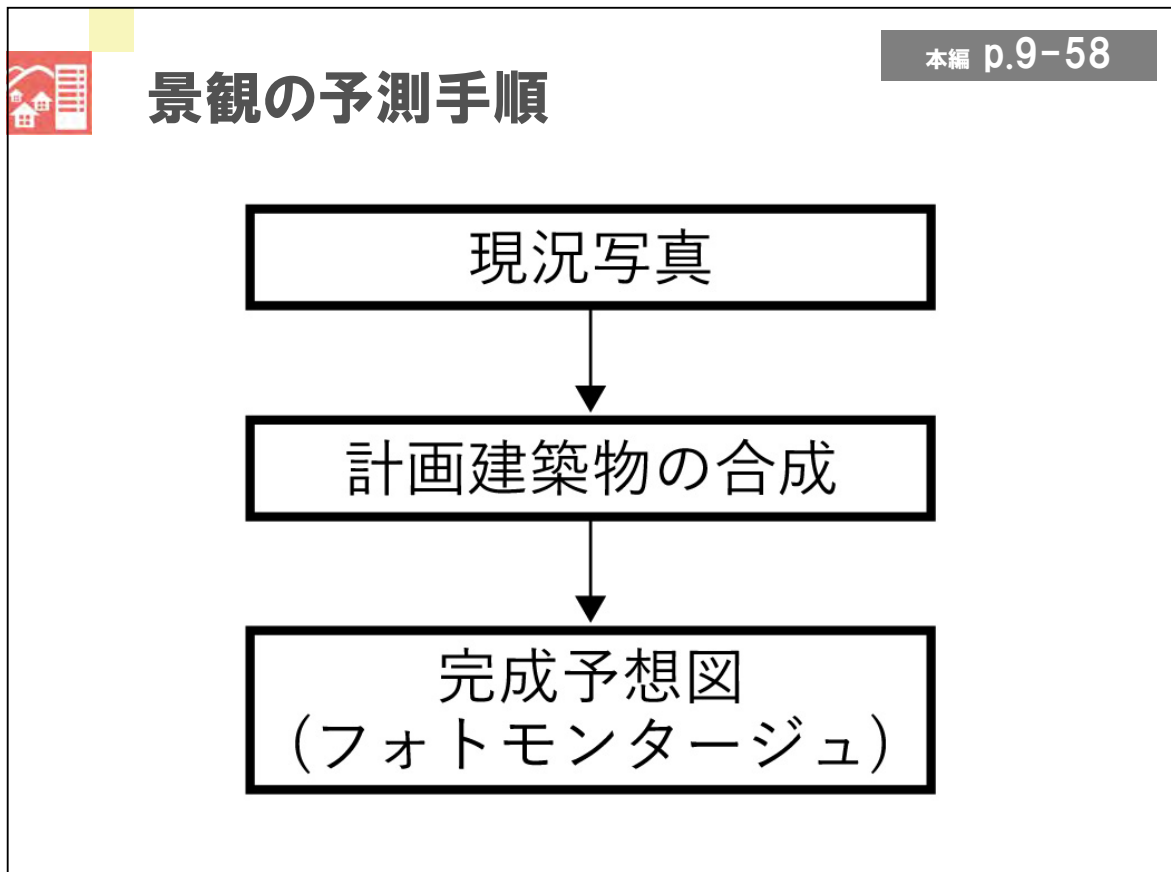 本編 p.9-58
景観の予測手順
現況写真
計画建築物の合成
完成予想図
(フォトモンタージュ)